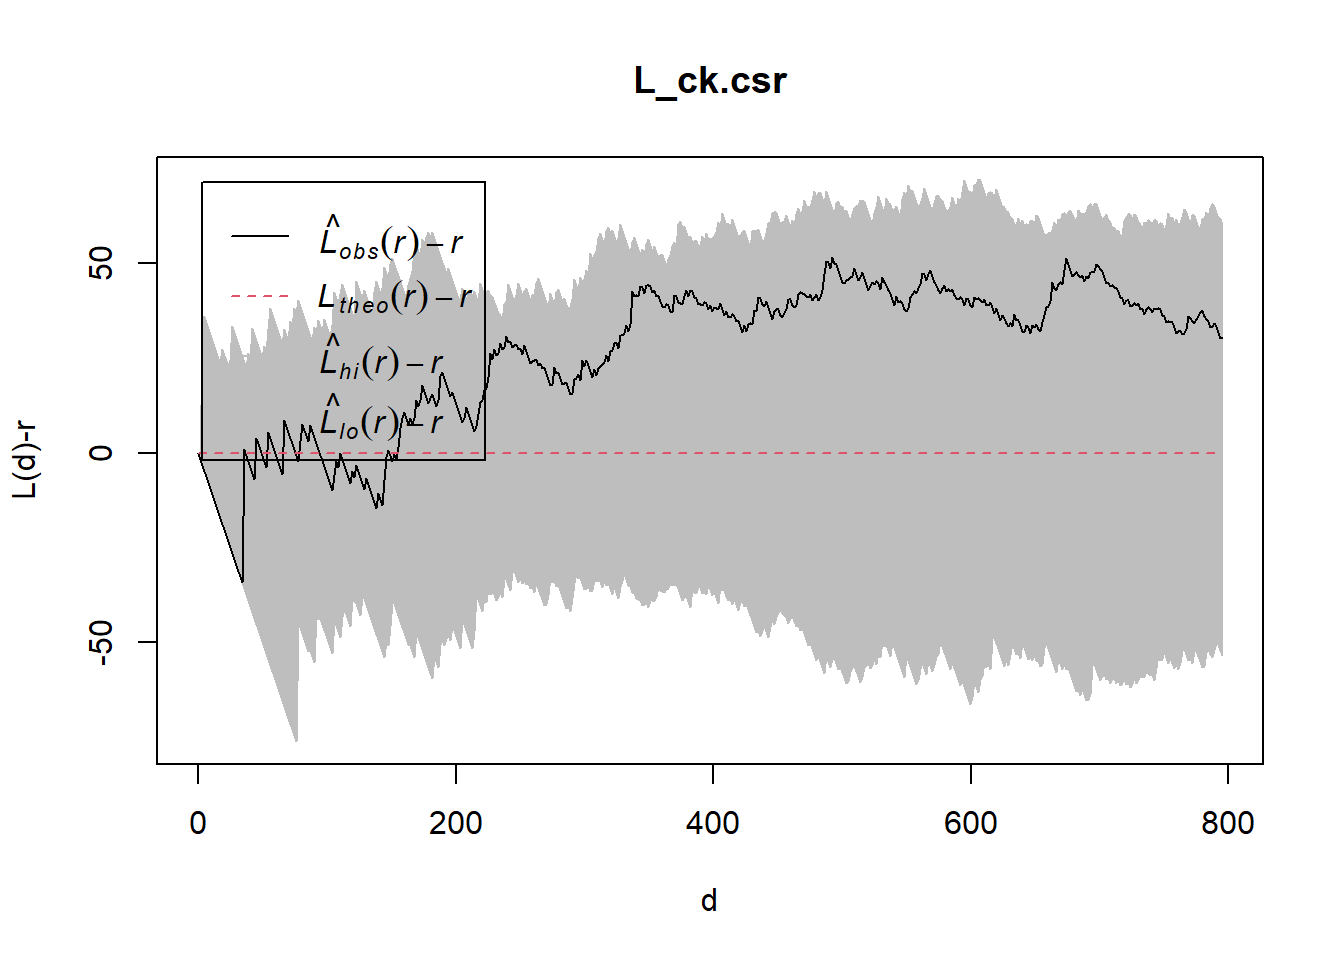 L_ck.csr
L(d)-r
50
0
-50
L̂obs(r) – r
Ltheo(r) – r
L̂hi(r) – r
L̂lo(r) – r
0 200 400 600 800
d